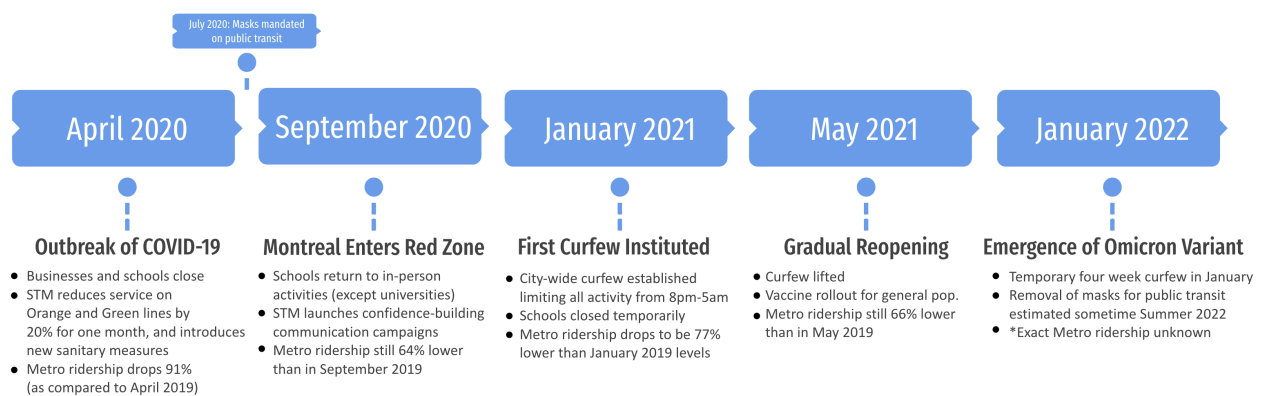 July 2020: Masks mandated
on public transit
April 2020
September 2020
January 2021
May 2021
January 2022
Outbreak of COVID-19
• Businesses and schools close
• STM reduces service on
Orange and Green lines by
20% for one month, and introduces
new sanitary measures
• Metro ridership drops 91%
(as compared to April 2019)
Montreal Enters Red Zone
• Schools return to in-person
activities (except universities)
• STM launches confidence-building
communication campaigns
• Metro ridership still 64% lower
than in September 2019
First Curfew Instituted
• City-wide curfew established
limiting all activity from 8pm-5am
• Schools closed temporarily
• Metro ridership drops to be 77%
lower than January 2019 levels
Gradual Reopening
• Curfew lifted
• Vaccine rollout for general pop.
• Metro ridership still 66% lower
than in May 2019
Emergence of Omicron Variant
• Temporary four week curfew in January
• Removal of masks for public transit
estimated sometime Summer 2022
• *Exact Metro ridership unknown